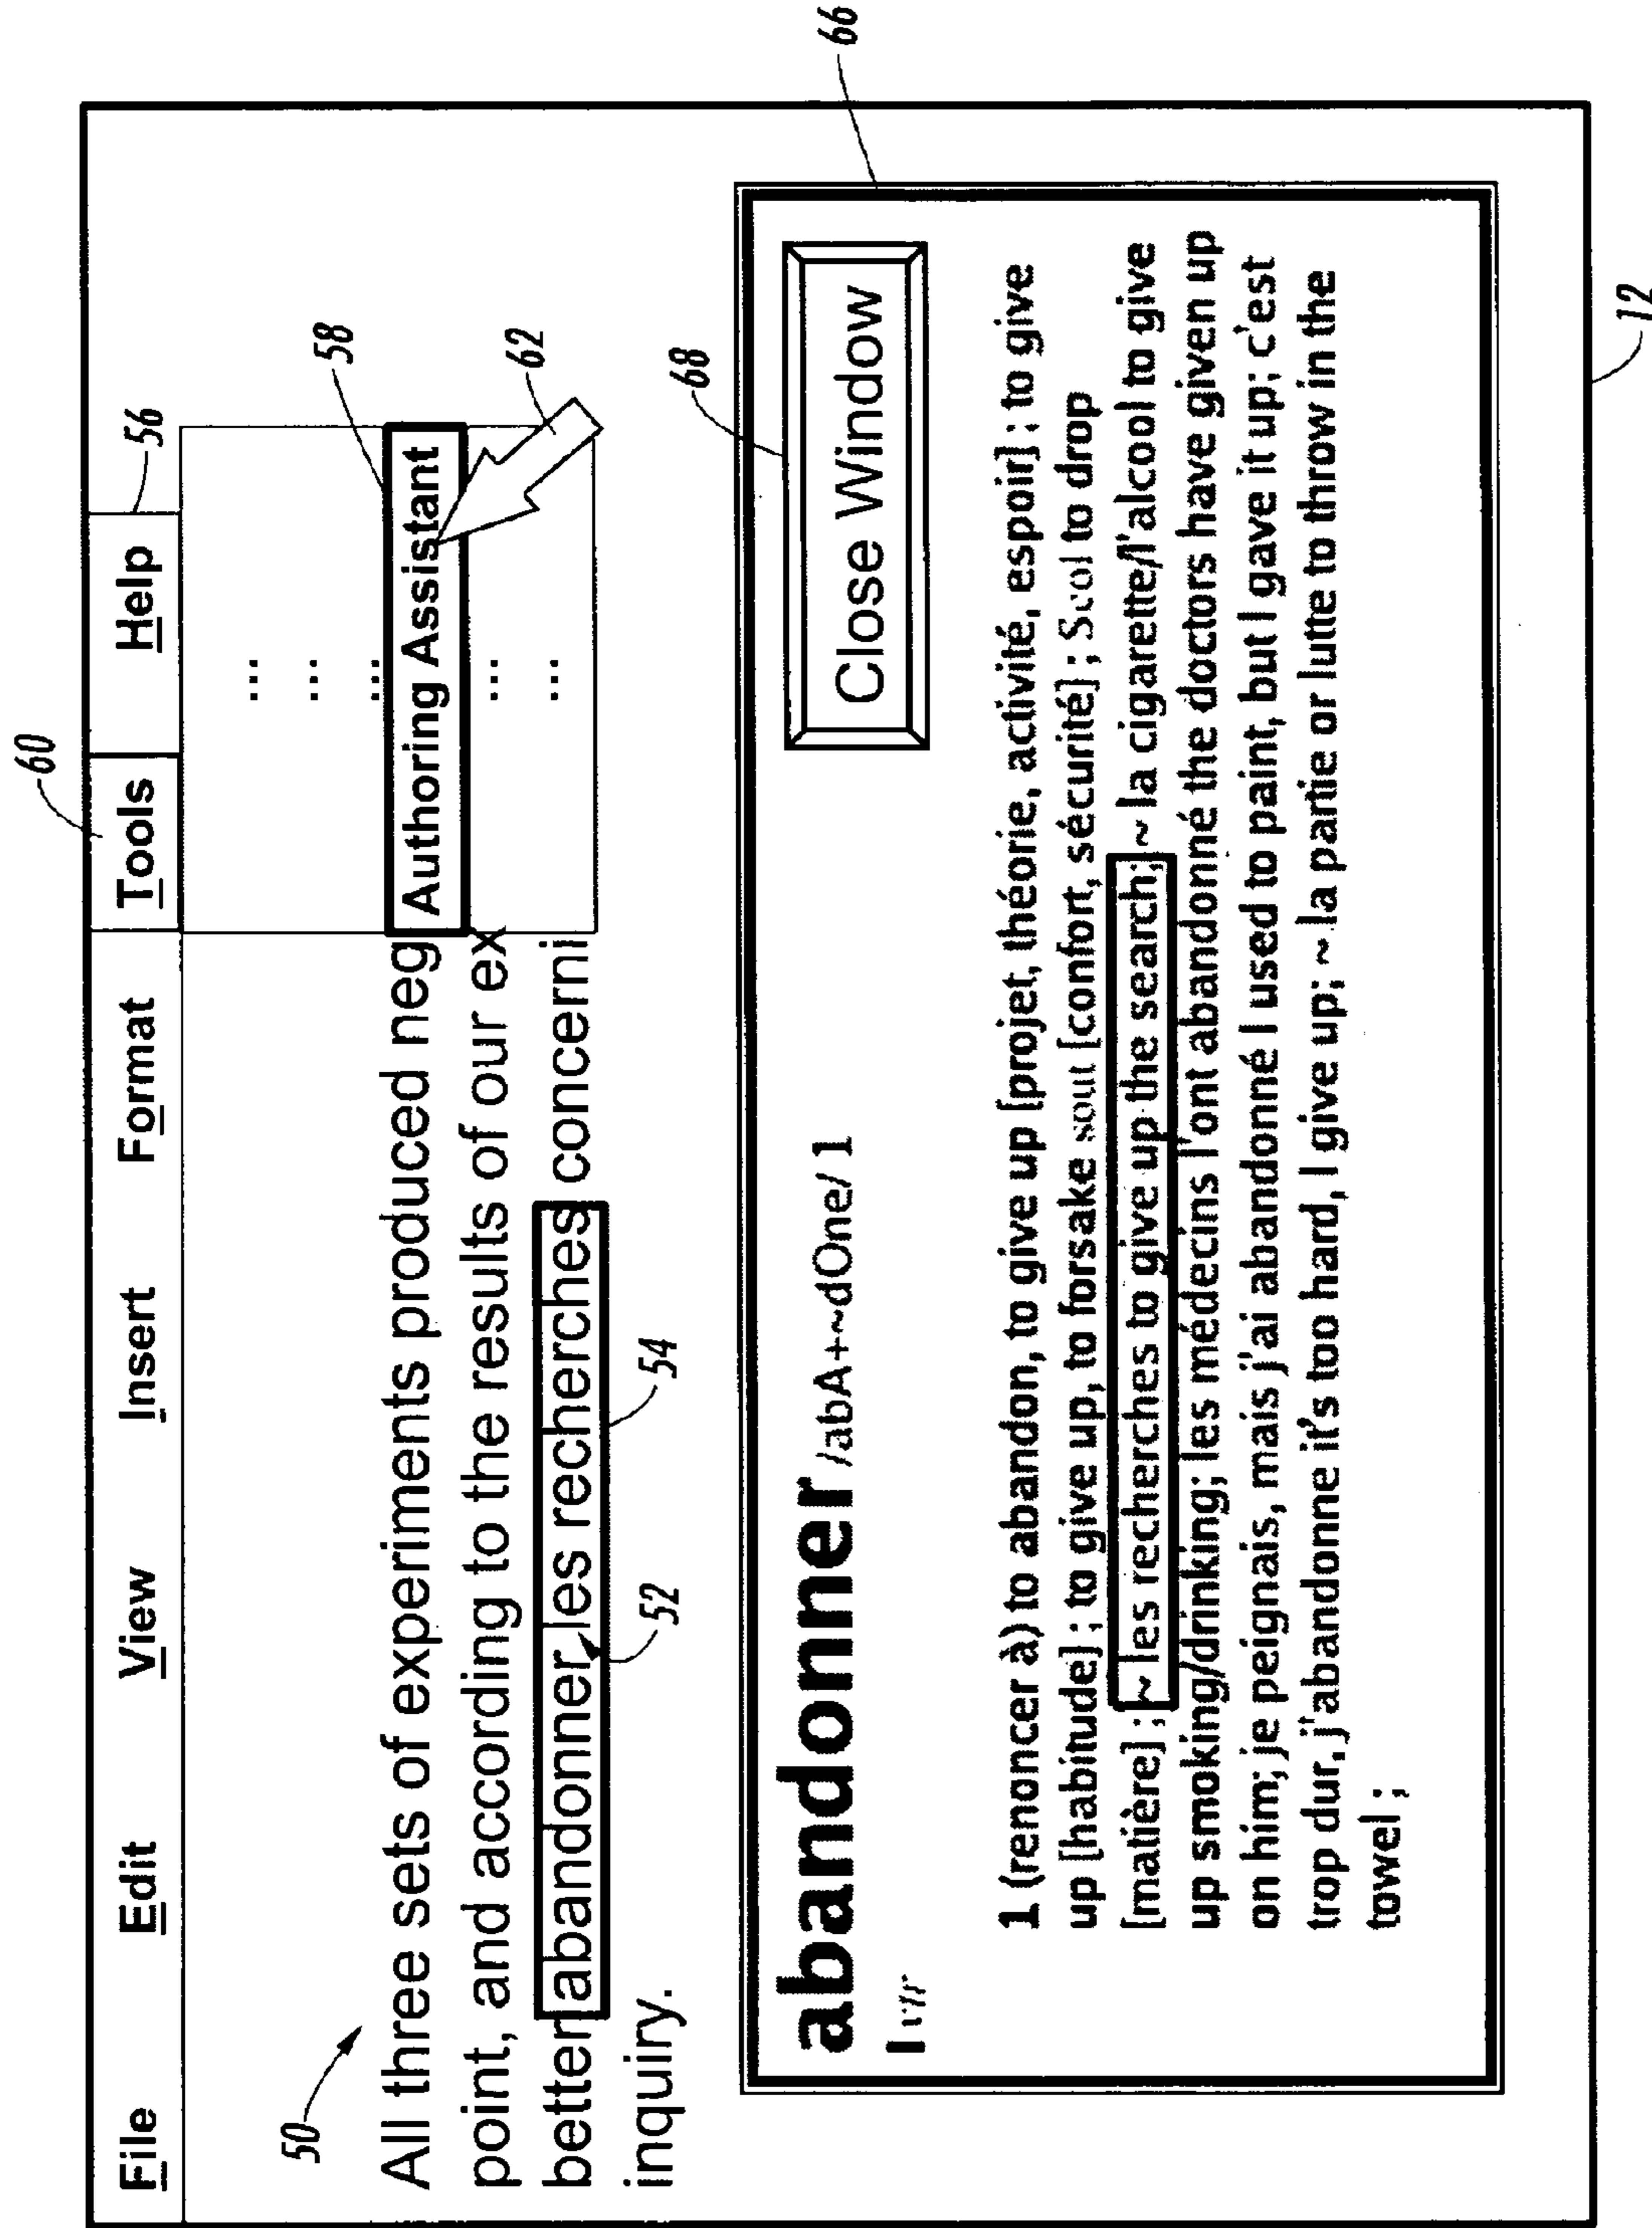 60
File Edit View Insert Format Tools Help
56
50
...
...
...
58
All three sets of experiments produced neg
Authoring Assistant
point, and according to the results of our ex
...
62
better abandonner les recherches concerni
...
inquiry.
52
54
68
66
abandonner /abA+~dOne/ 1
Close Window
I vtr
1 (renoncer à) to abandon, to give up [projet, théorie, activité, espoir] ; to give
up [habitude] ; to give up, to forsake sout [confort, sécurité] ; Scol to drop
[matière] ; ~ les recherches to give up the search; ~ la cigarette/l'alcool to give
up smoking/drinking; les médecins l'ont abandonné the doctors have given up
on him; je peignais, mais j'ai abandonné I used to paint, but I gave it up; c'est
trop dur, j'abandonne it's too hard, I give up; ~ la partie or lutte to throw in the
towel ;
12